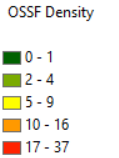 OSSF Density
0 - 1
2 - 4
5 - 9
10 - 16
17 - 37